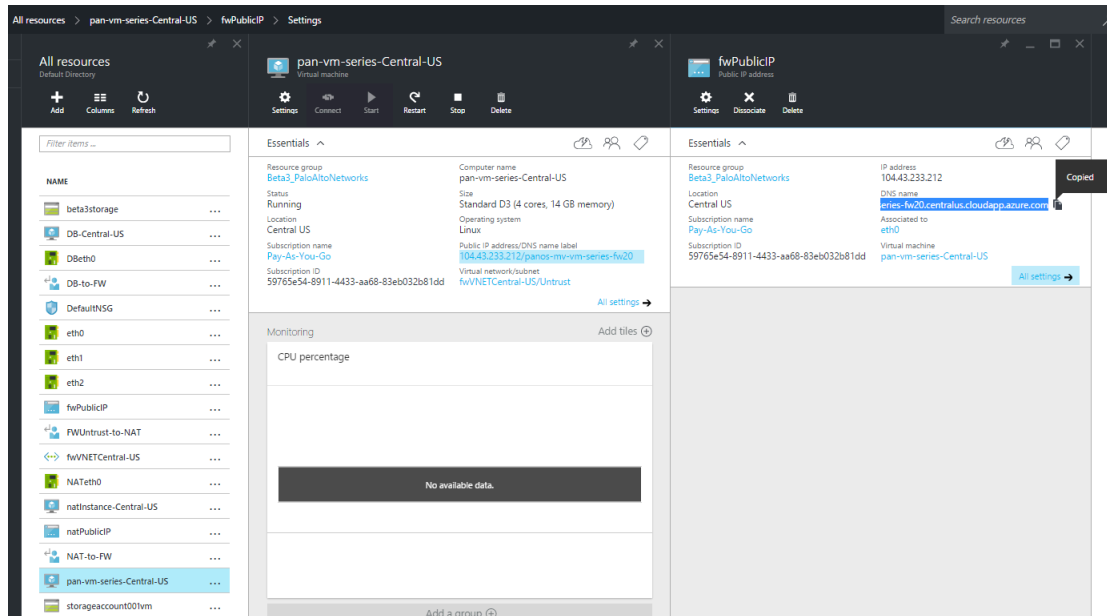 All resources > pan-vm-series-Central-US > fwPublicIP > Settings
Search resources
All resources
Default Directory
Add Columns Refresh
Filter items ...
NAME
beta3storage ...
DB-Central-US ...
DBeth0 ...
DB-to-FW ...
DefaultNSG ...
eth0 ...
eth1 ...
eth2 ...
fwPublicIP ...
FWUntrust-to-NAT ...
fwVNETCentral-US ...
NATeth0 ...
natInstance-Central-US ...
natPublicIP ...
NAT-to-FW ...
pan-vm-series-Central-US ...
storageaccount001vm ...
pan-vm-series-Central-US
Virtual machine
Settings Connect Start Restart Stop Delete
Essentials
Resource group
Beta3_PaloAltoNetworks
Status
Running
Location
Central US
Subscription name
Pay-As-You-Go
Subscription ID
59765e54-8911-4433-aa68-83eb032b81dd
Computer name
pan-vm-series-Central-US
Size
Standard D3 (4 cores, 14 GB memory)
Operating system
Linux
Public IP address/DNS name label
104.43.233.212/panos-mv-vm-series-fw20
Virtual network/subnet
fwVNETCentral-US/Untrust
All settings
Monitoring
Add tiles
CPU percentage
No available data.
Add a group
fwPublicIP
Public IP address
Settings Dissociate Delete
Essentials
Resource group
Beta3_PaloAltoNetworks
Location
Central US
Subscription name
Pay-As-You-Go
Subscription ID
59765e54-8911-4433-aa68-83eb032b81dd
IP address
104.43.233.212
DNS name
series-fw20.centralus.cloudapp.azure.com
Copied
Associated to
eth0
Virtual machine
pan-vm-series-Central-US
All settings